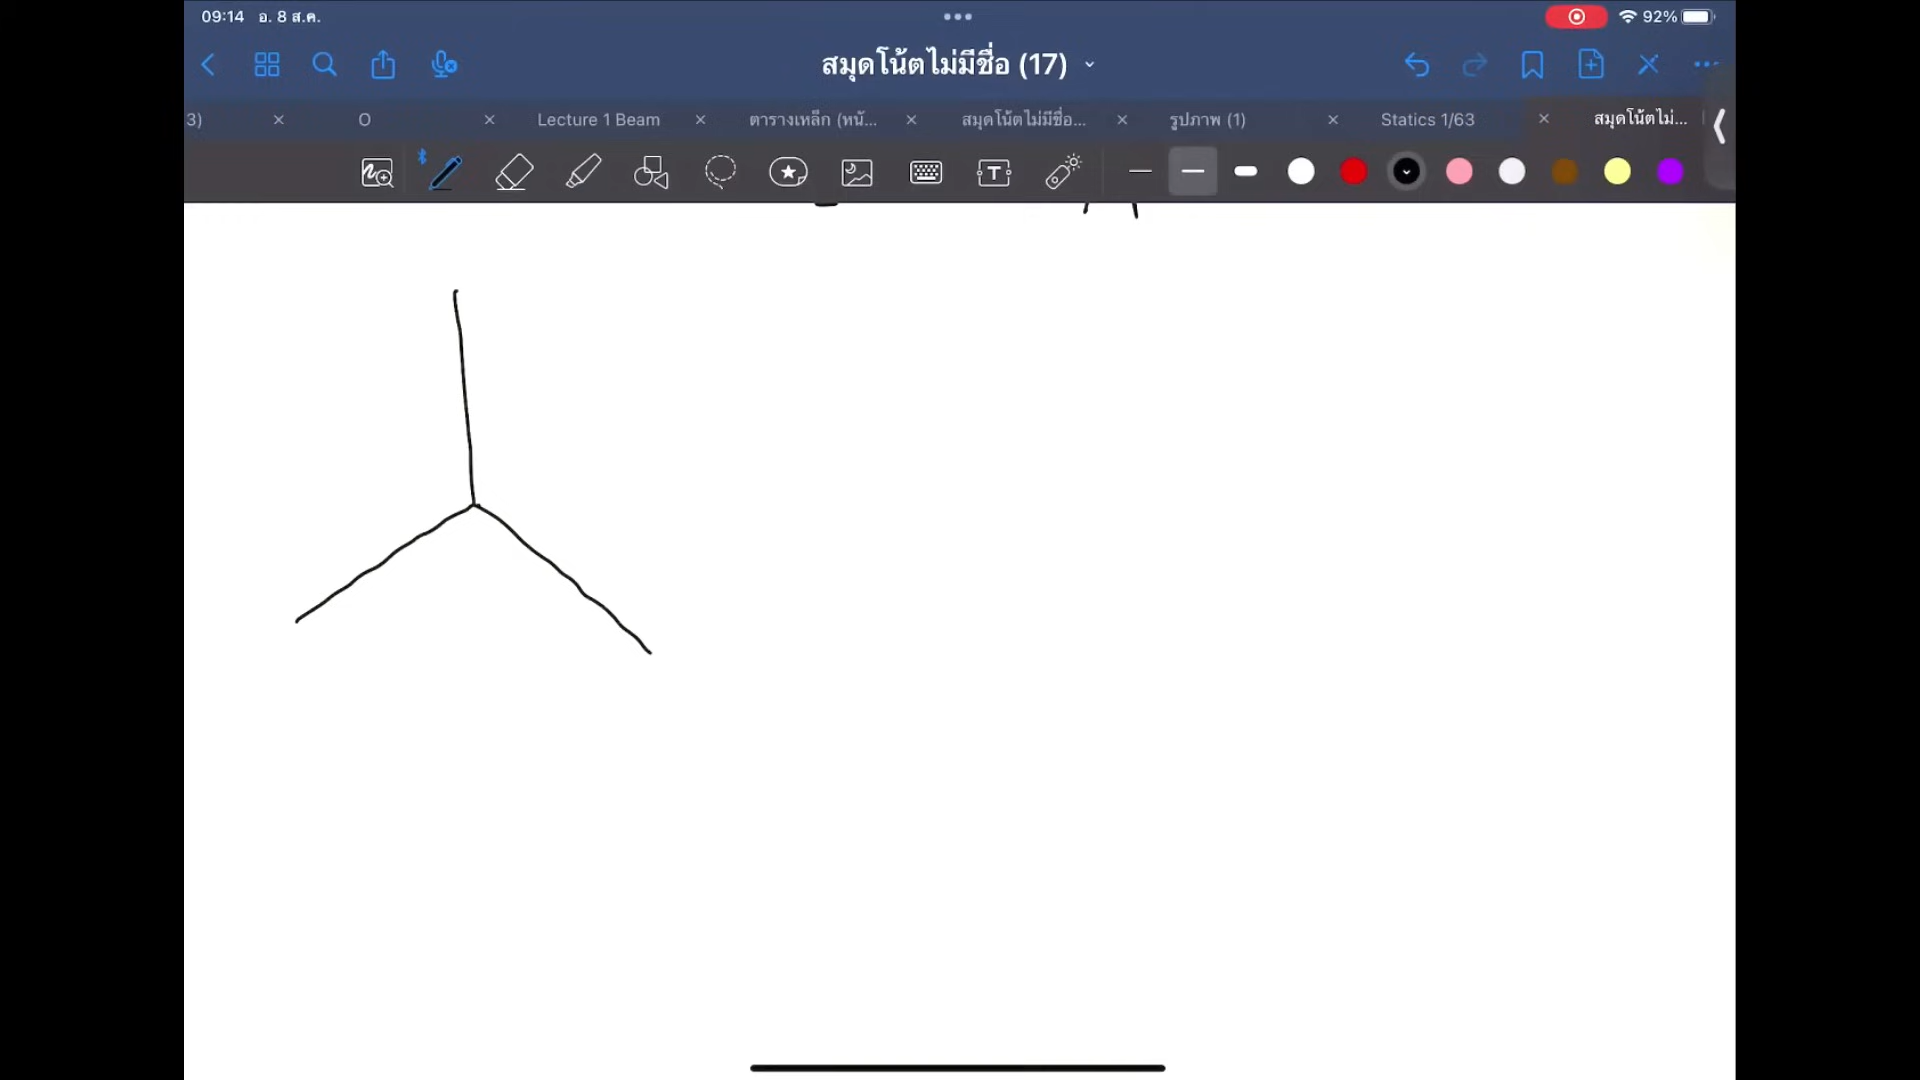 09:14 อ. 8 ส.ค.
92%
สมุดโน้ตไม่มีชื่อ (17)
3)
O
Lecture 1 Beam
ตารางเหล็ก (หนั...
สมุดโน้ตไม่มีชื่อ...
รูปภาพ (1)
Statics 1/63
สมุดโน้ตไม่...
T